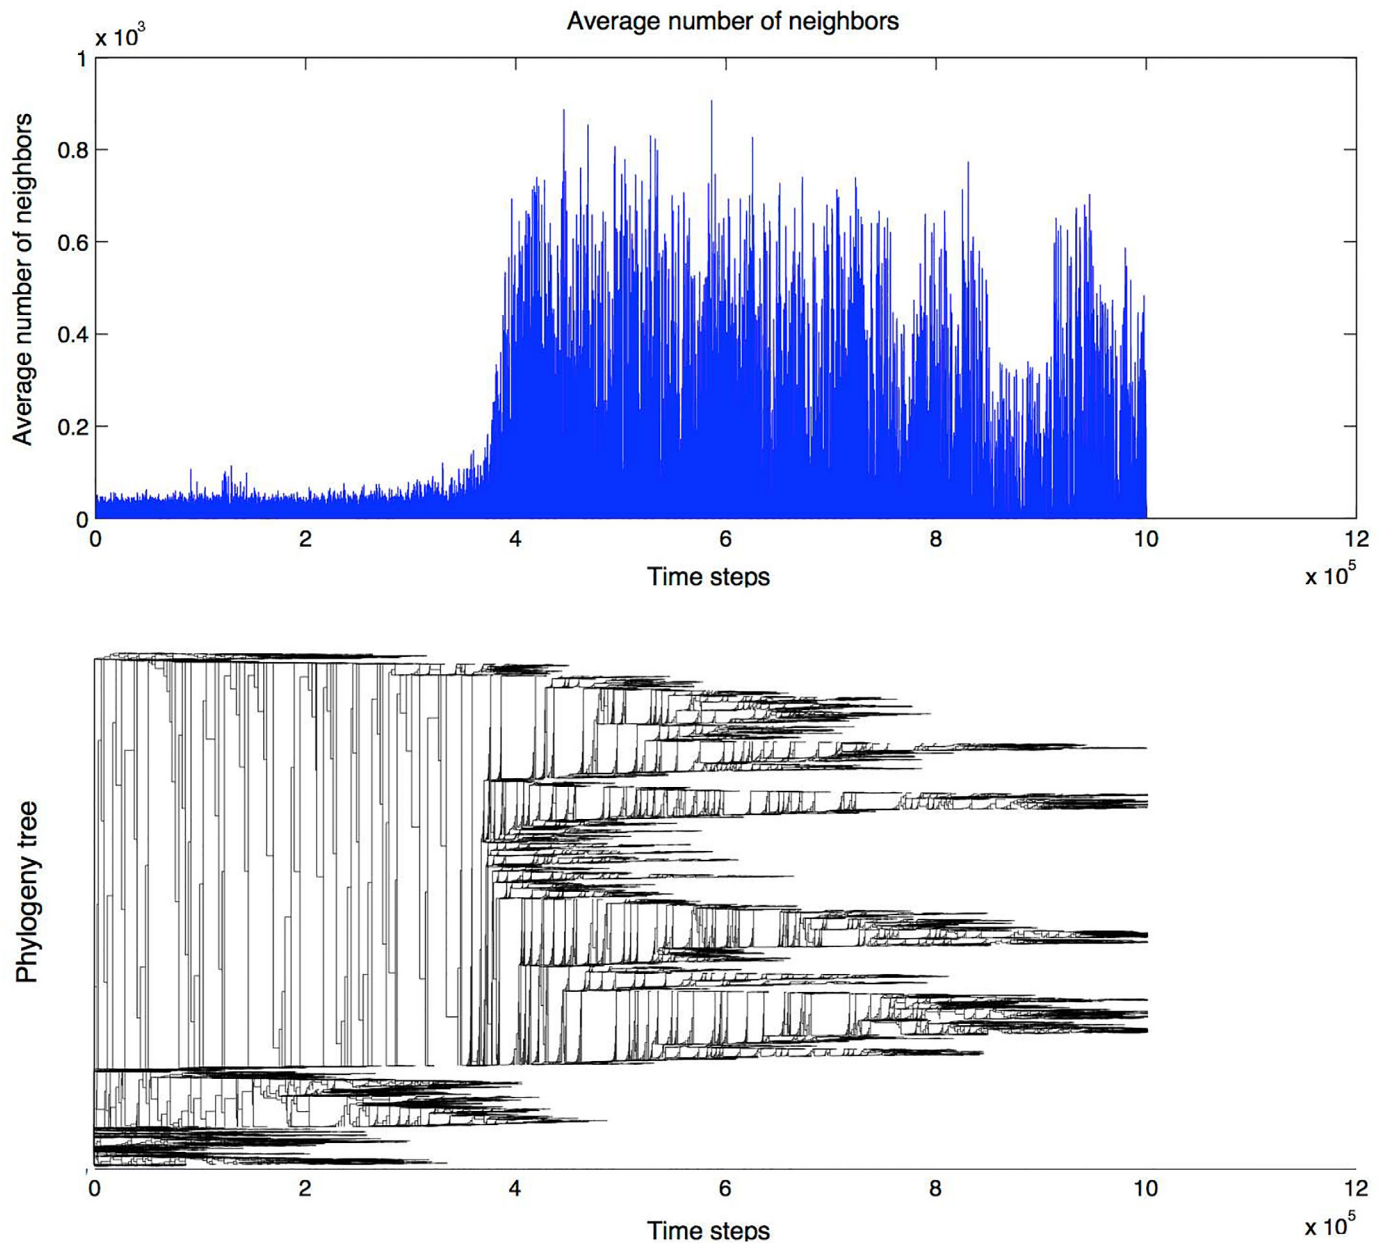 Average number of neighbors
x 10³
Average number of neighbors
1
0.8
0.6
0.4
0.2
0
0 2 4 6 8 10 12
Time steps
x 10⁵
Phylogeny tree
0 2 4 6 8 10 12
Time steps
x 10⁵